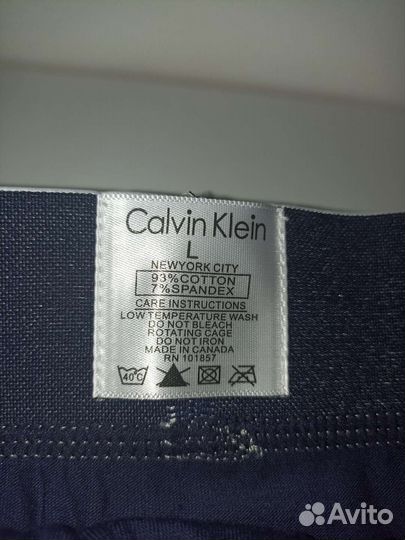 Calvin Klein
L
NEWYORK CITY
93%COTTON
7%SPANDEX
CARE INSTRUCTIONS
LOW TEMPERATURE WASH
DO NOT BLEACH
ROTATING CAGE
DO NOT IRON
MADE IN CANADA
RN 101857
40°C
Avito